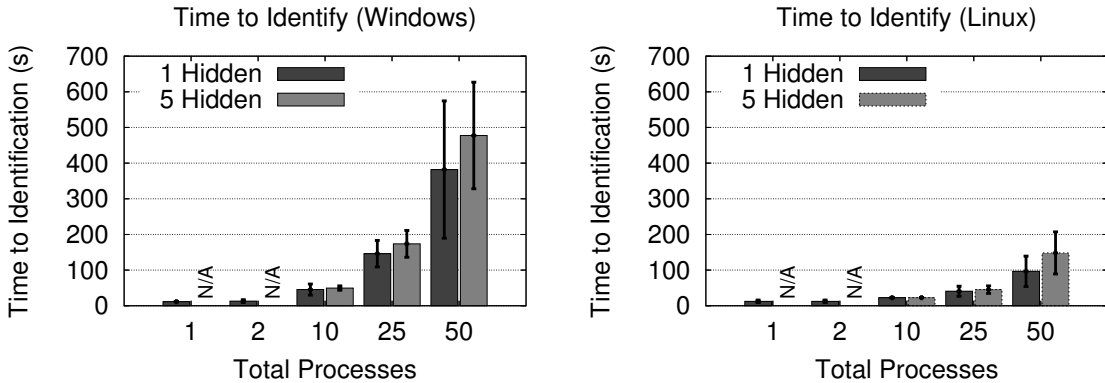 Time to Identify (Windows)
Time to Identification (s)
700
600
500
400
300
200
100
0
1 Hidden
5 Hidden
N/A
N/A
1 2 10 25 50
Total Processes
Time to Identify (Linux)
Time to Identification (s)
700
600
500
400
300
200
100
0
1 Hidden
5 Hidden
N/A
N/A
1 2 10 25 50
Total Processes